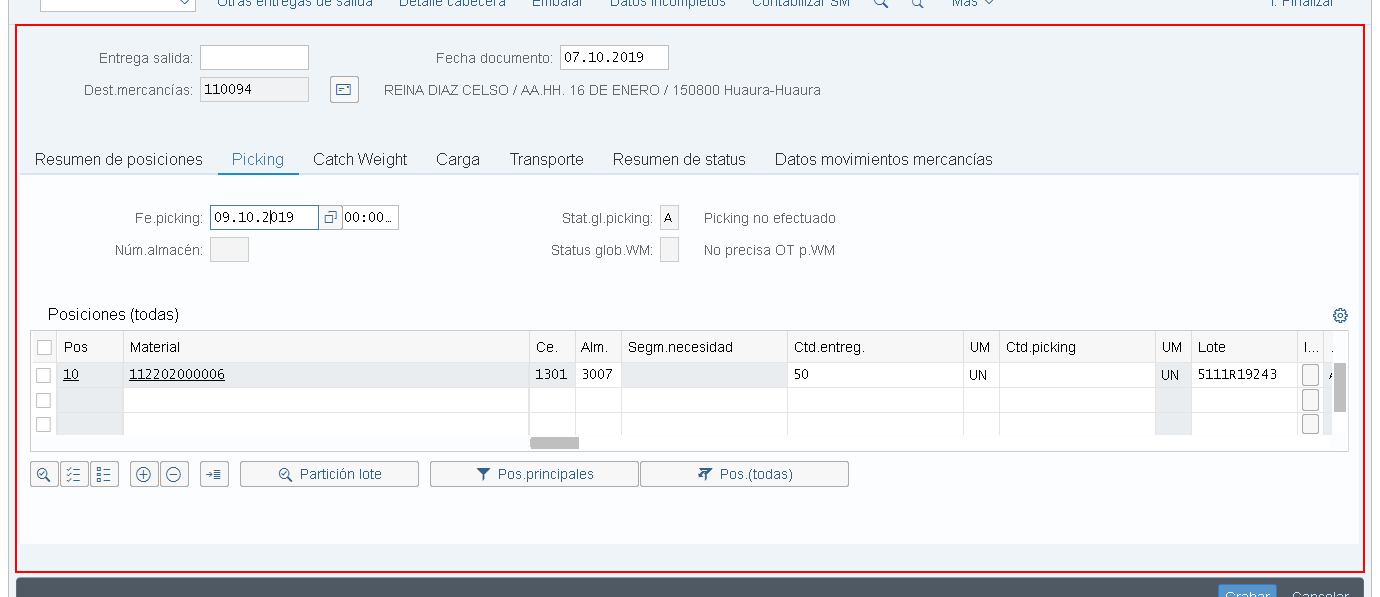 Otras entregas de salida Detalle cabecera Embalar Datos incompletos Contabilizar SM Más Finalizar
Entrega salida: Fecha documento: 07.10.2019
Dest.mercancías: 110094 REINA DIAZ CELSO / AA.HH. 16 DE ENERO / 150800 Huaura-Huaura
Resumen de posiciones Picking Catch Weight Carga Transporte Resumen de status Datos movimientos mercancías
Fe.picking: 09.10.2019 00:00... Stat.gl.picking: A Picking no efectuado
Núm.almacén: Status glob.WM: No precisa OT p.WM
Posiciones (todas)
Pos Material Ce. Alm. Segm.necesidad Ctd.entreg. UM Ctd.picking UM Lote I...
10 112202000006 1301 3007 50 UN UN 5111R19243
Partición lote Pos.principales Pos.(todas)
Grabar Cancelar